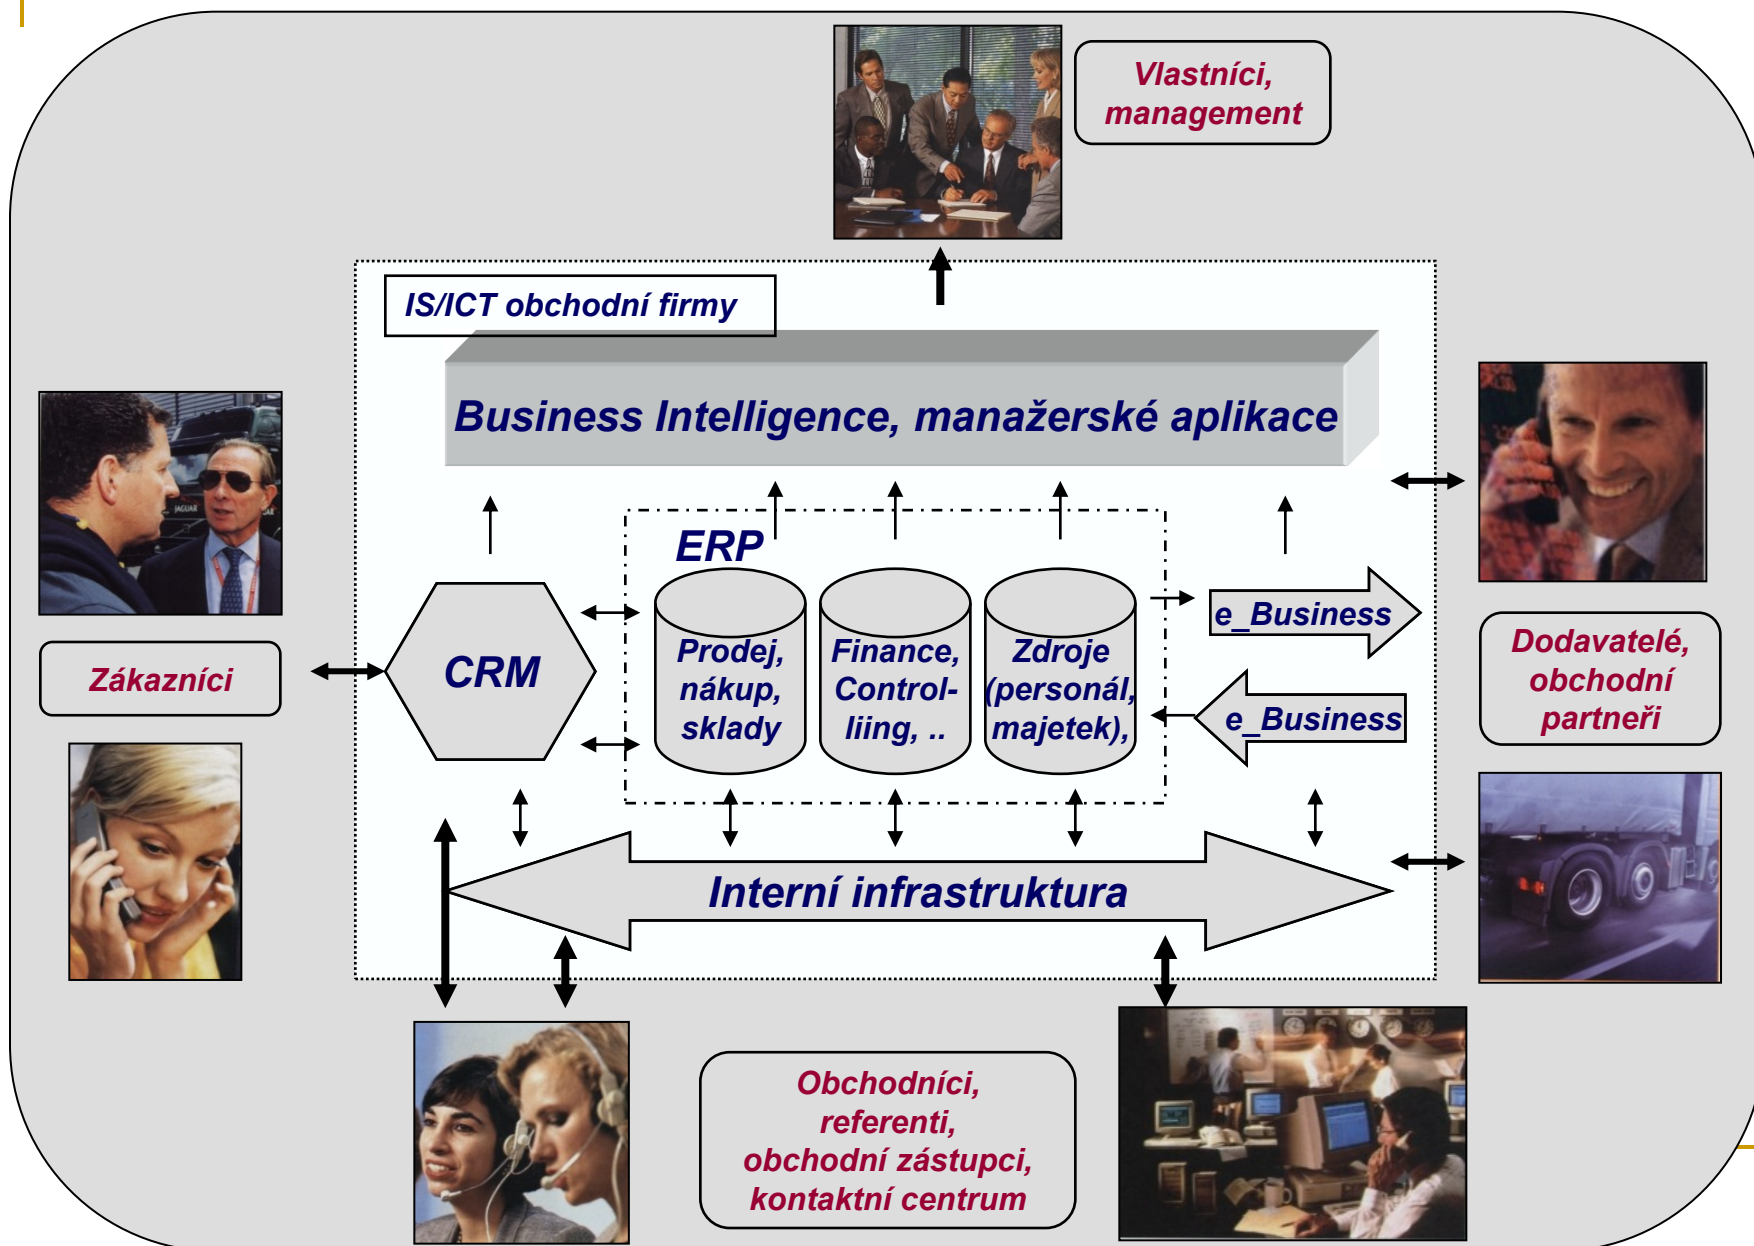 Vlastníci,
management
IS/ICT obchodní firmy
Business Intelligence, manažerské aplikace
ERP
CRM
Prodej,
nákup,
sklady
Finance,
Control-
liing, ..
Zdroje
(personál,
majetek),
e_Business
e_Business
Zákazníci
JAGUAR
Dodavatelé,
obchodní
partneři
Interní infrastruktura
Obchodníci,
referenti,
obchodní zástupci,
kontaktní centrum